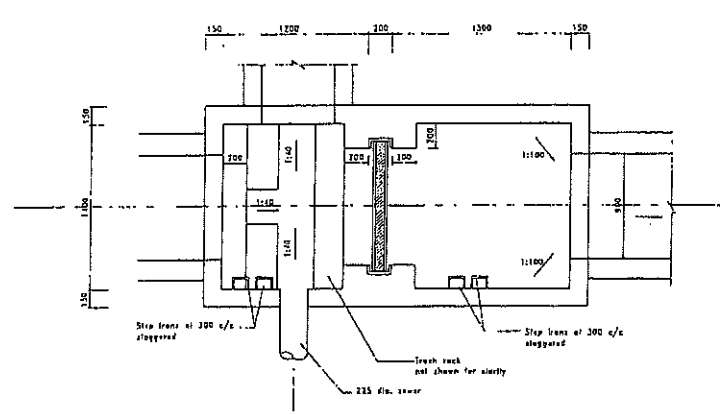 150 1200 200 1300 150
150
200
1:40
200 200
200
1:100
1:40
900
1:40
1:100
150
Step irons at 300 c/c
staggered
Step irons at 300 c/c
staggered
Trash rack
not shown for clarity
225 dia. sewer